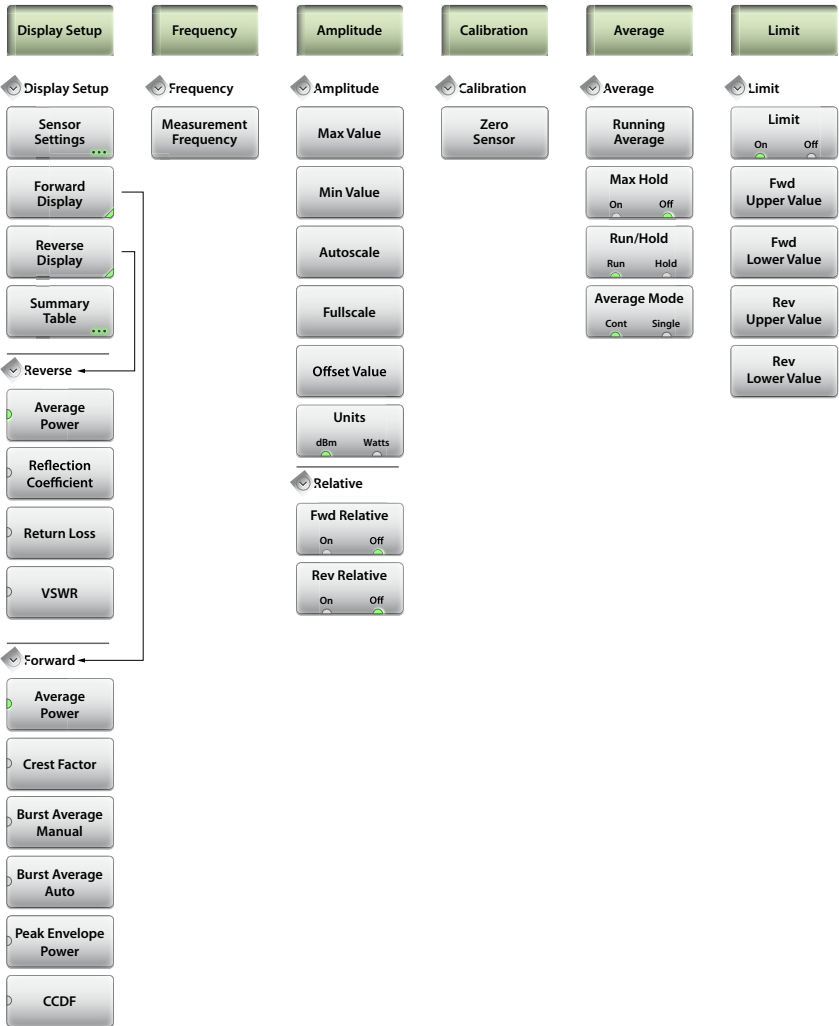 Display Setup
Frequency
Amplitude
Calibration
Average
Limit
Display Setup
Sensor
Settings
Forward
Display
Reverse
Display
Summary
Table
Reverse
Average
Power
Reflection
Coefficient
Return Loss
VSWR
Forward
Average
Power
Crest Factor
Burst Average
Manual
Burst Average
Auto
Peak Envelope
Power
CCDF
Frequency
Measurement
Frequency
Amplitude
Max Value
Min Value
Autoscale
Fullscale
Offset Value
Units
dBm Watts
Relative
Fwd Relative
On Off
Rev Relative
On Off
Calibration
Zero
Sensor
Average
Running
Average
Max Hold
On Off
Run/Hold
Run Hold
Average Mode
Cont Single
Limit
Limit
On Off
Fwd
Upper Value
Fwd
Lower Value
Rev
Upper Value
Rev
Lower Value